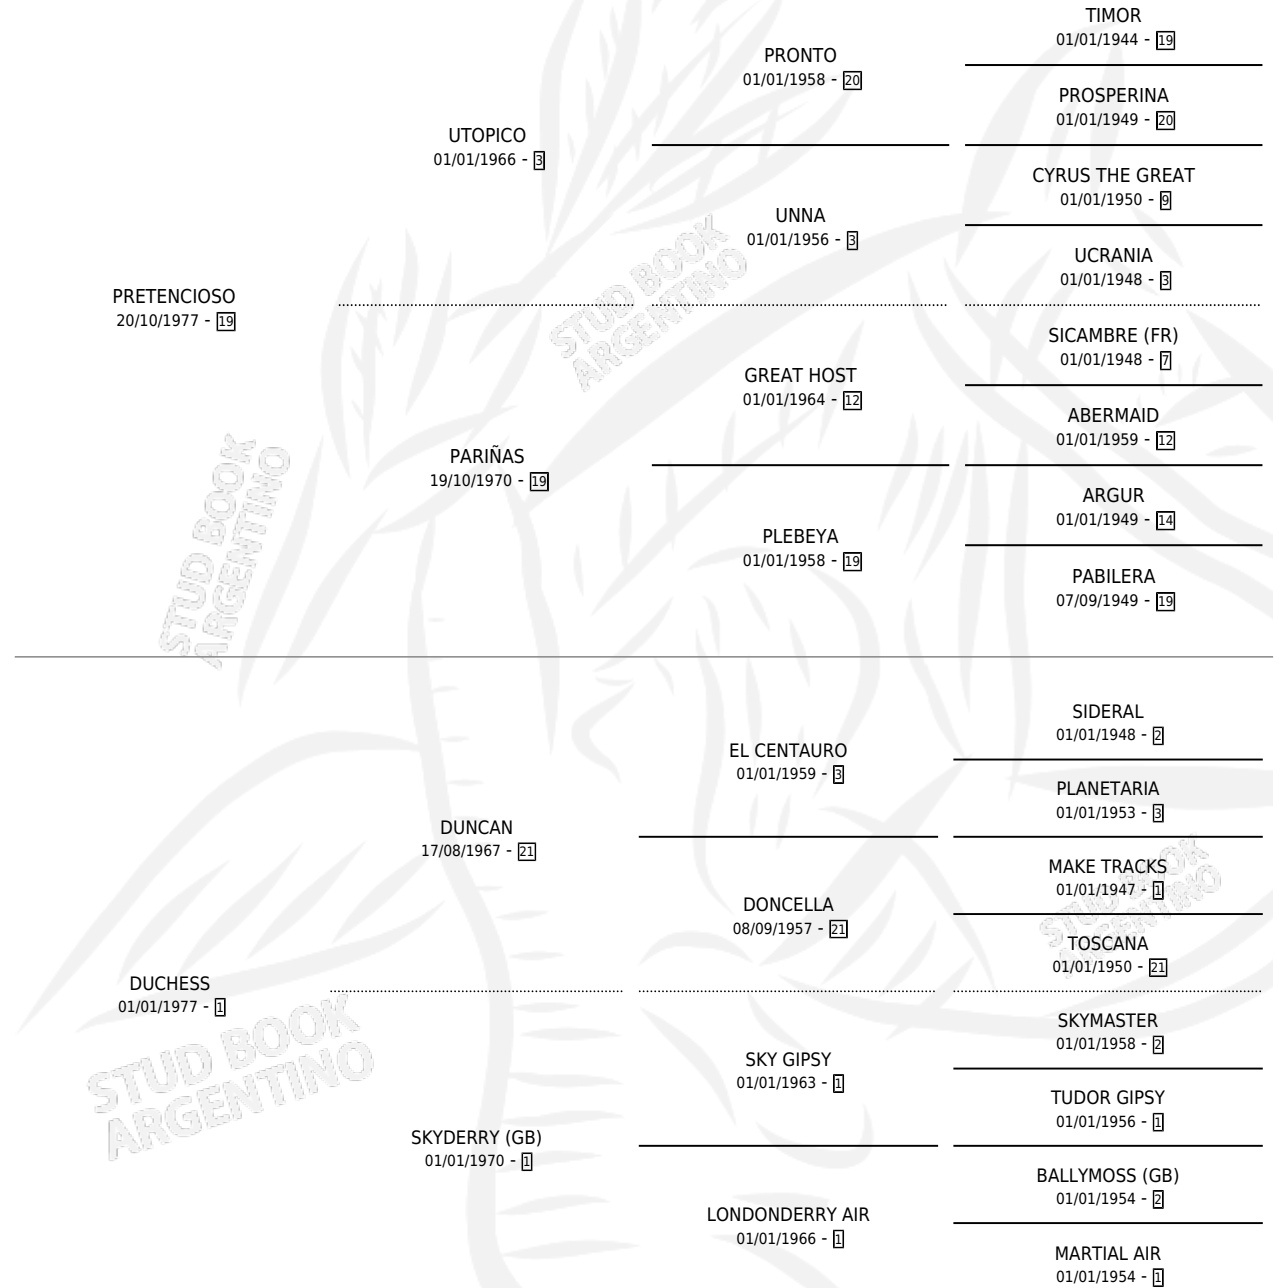 TIMOR
01/01/1944 - 19
PRONTO
01/01/1958 - 20
PROSPERINA
01/01/1949 - 20
UTOPICO
01/01/1966 - 3
CYRUS THE GREAT
01/01/1950 - 9
UNNA
01/01/1956 - 3
UCRANIA
01/01/1948 - 3
PRETENCIOSO
20/10/1977 - 19
SICAMBRE (FR)
01/01/1948 - 7
GREAT HOST
01/01/1964 - 12
ABERMAID
01/01/1959 - 12
PARIÑAS
19/10/1970 - 19
ARGUR
01/01/1949 - 14
PLEBEYA
01/01/1958 - 19
PABILERA
07/09/1949 - 19
STUD BOOK
ARGENTINO
STUD BOOK
ARGENTINO
SIDERAL
01/01/1948 - 2
EL CENTAURO
01/01/1959 - 3
PLANETARIA
01/01/1953 - 3
DUNCAN
17/08/1967 - 21
MAKE TRACKS
01/01/1947 - 1
DONCELLA
08/09/1957 - 21
TOSCANA
01/01/1950 - 21
DUCHESS
01/01/1977 - 1
SKYMASTER
01/01/1958 - 2
SKY GIPSY
01/01/1963 - 1
TUDOR GIPSY
01/01/1956 - 1
SKYDERRY (GB)
01/01/1970 - 1
BALLYMOSS (GB)
01/01/1954 - 2
LONDONDERRY AIR
01/01/1966 - 1
MARTIAL AIR
01/01/1954 - 1
STUD BOOK
ARGENTINO
STUD BOOK
ARGENTINO